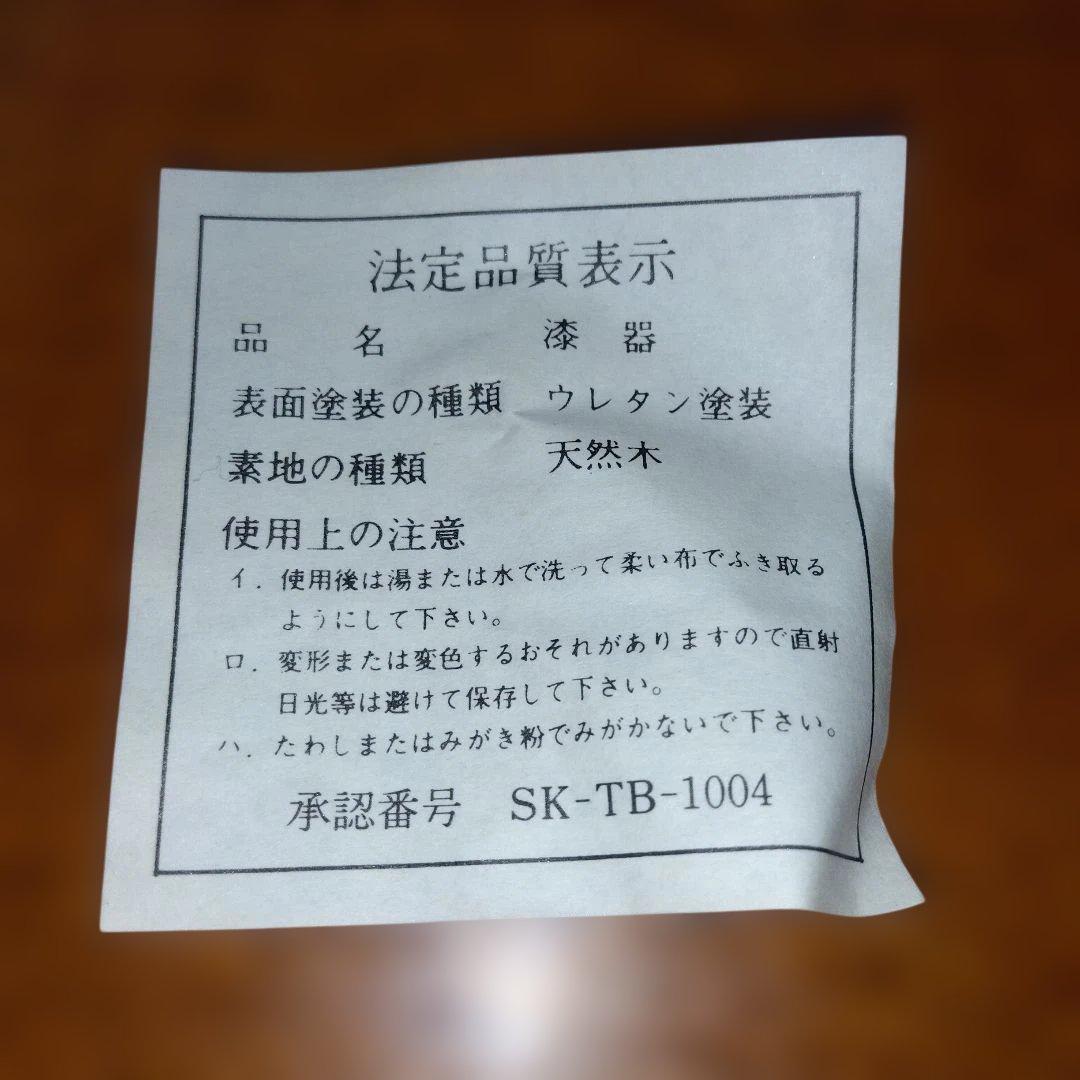 法定品質表示
品名 漆器
表面塗装の種類 ウレタン塗装
素地の種類 天然木
使用上の注意
イ. 使用後は湯または水で洗って柔い布でふき取る
ようにして下さい。
ロ. 変形または変色するおそれがありますので直射
日光等は避けて保存して下さい。
ハ. たわしまたはみがき粉でみがかないで下さい。
承認番号 SK-TB-1004